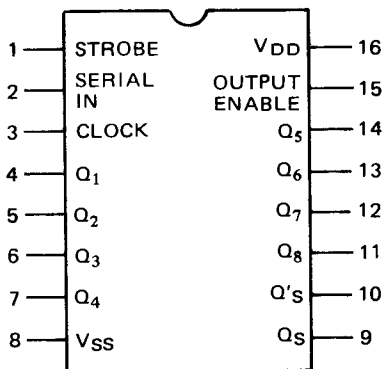 1 STROBE VDD 16
2 SERIAL IN OUTPUT ENABLE 15
3 CLOCK Q5 14
4 Q1 Q6 13
5 Q2 Q7 12
6 Q3 Q8 11
7 Q4 Q'S 10
8 VSS QS 9